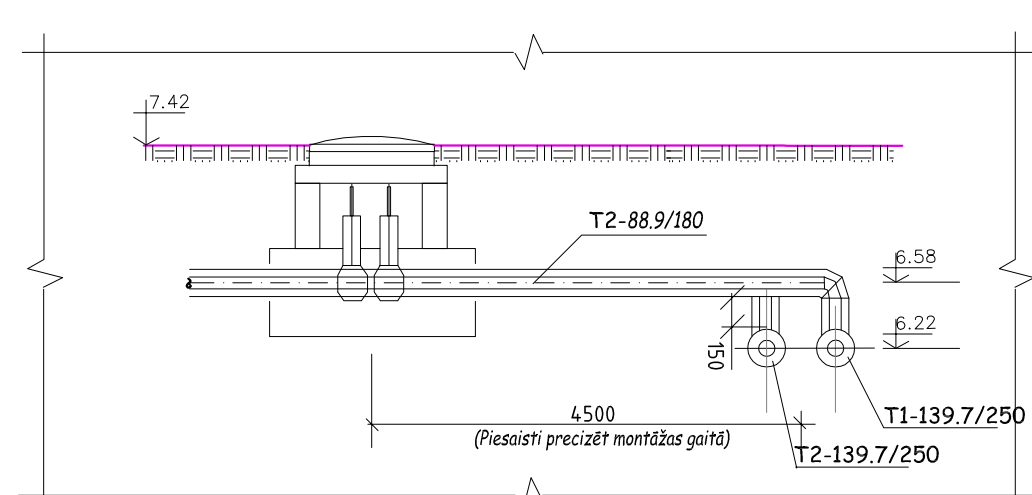 7.42
T2-88.9/180
6.58
6.22
150
4500
(Piesaisti precizēt montāžas gaitā)
T1-139.7/250
T2-139.7/250